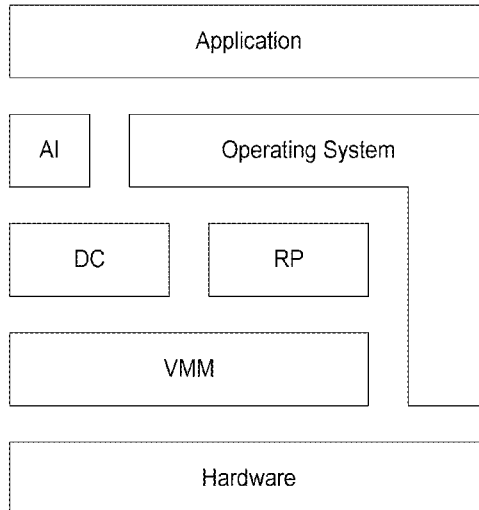 Application
AI Operating System
DC RP
VMM
Hardware